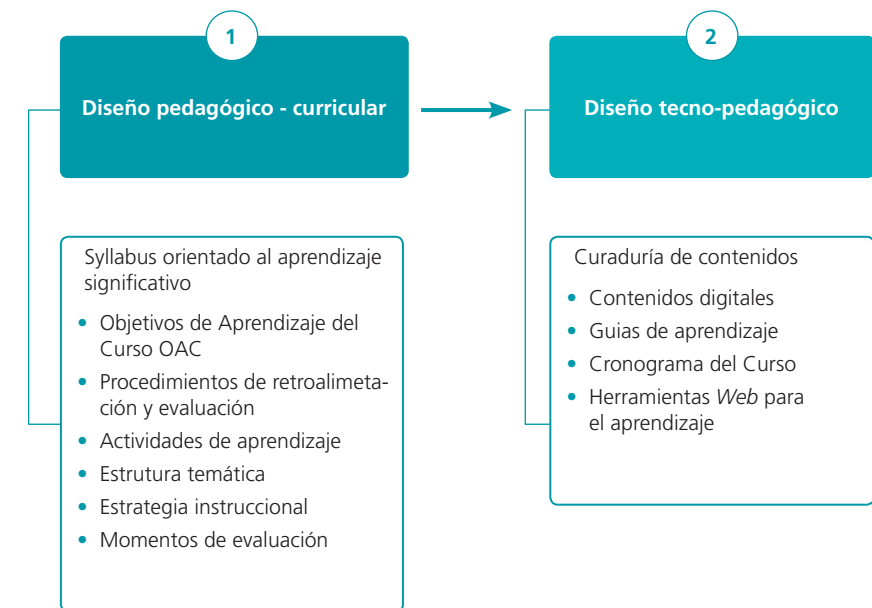 1
Diseño pedagógico - curricular
Syllabus orientado al aprendizaje
significativo
• Objetivos de Aprendizaje del
Curso OAC
• Procedimientos de retroalimeta-
ción y evaluación
• Actividades de aprendizaje
• Estrutura temática
• Estrategia instruccional
• Momentos de evaluación
2
Diseño tecno-pedagógico
Curaduría de contenidos
• Contenidos digitales
• Guias de aprendizaje
• Cronograma del Curso
• Herramientas Web para
el aprendizaje